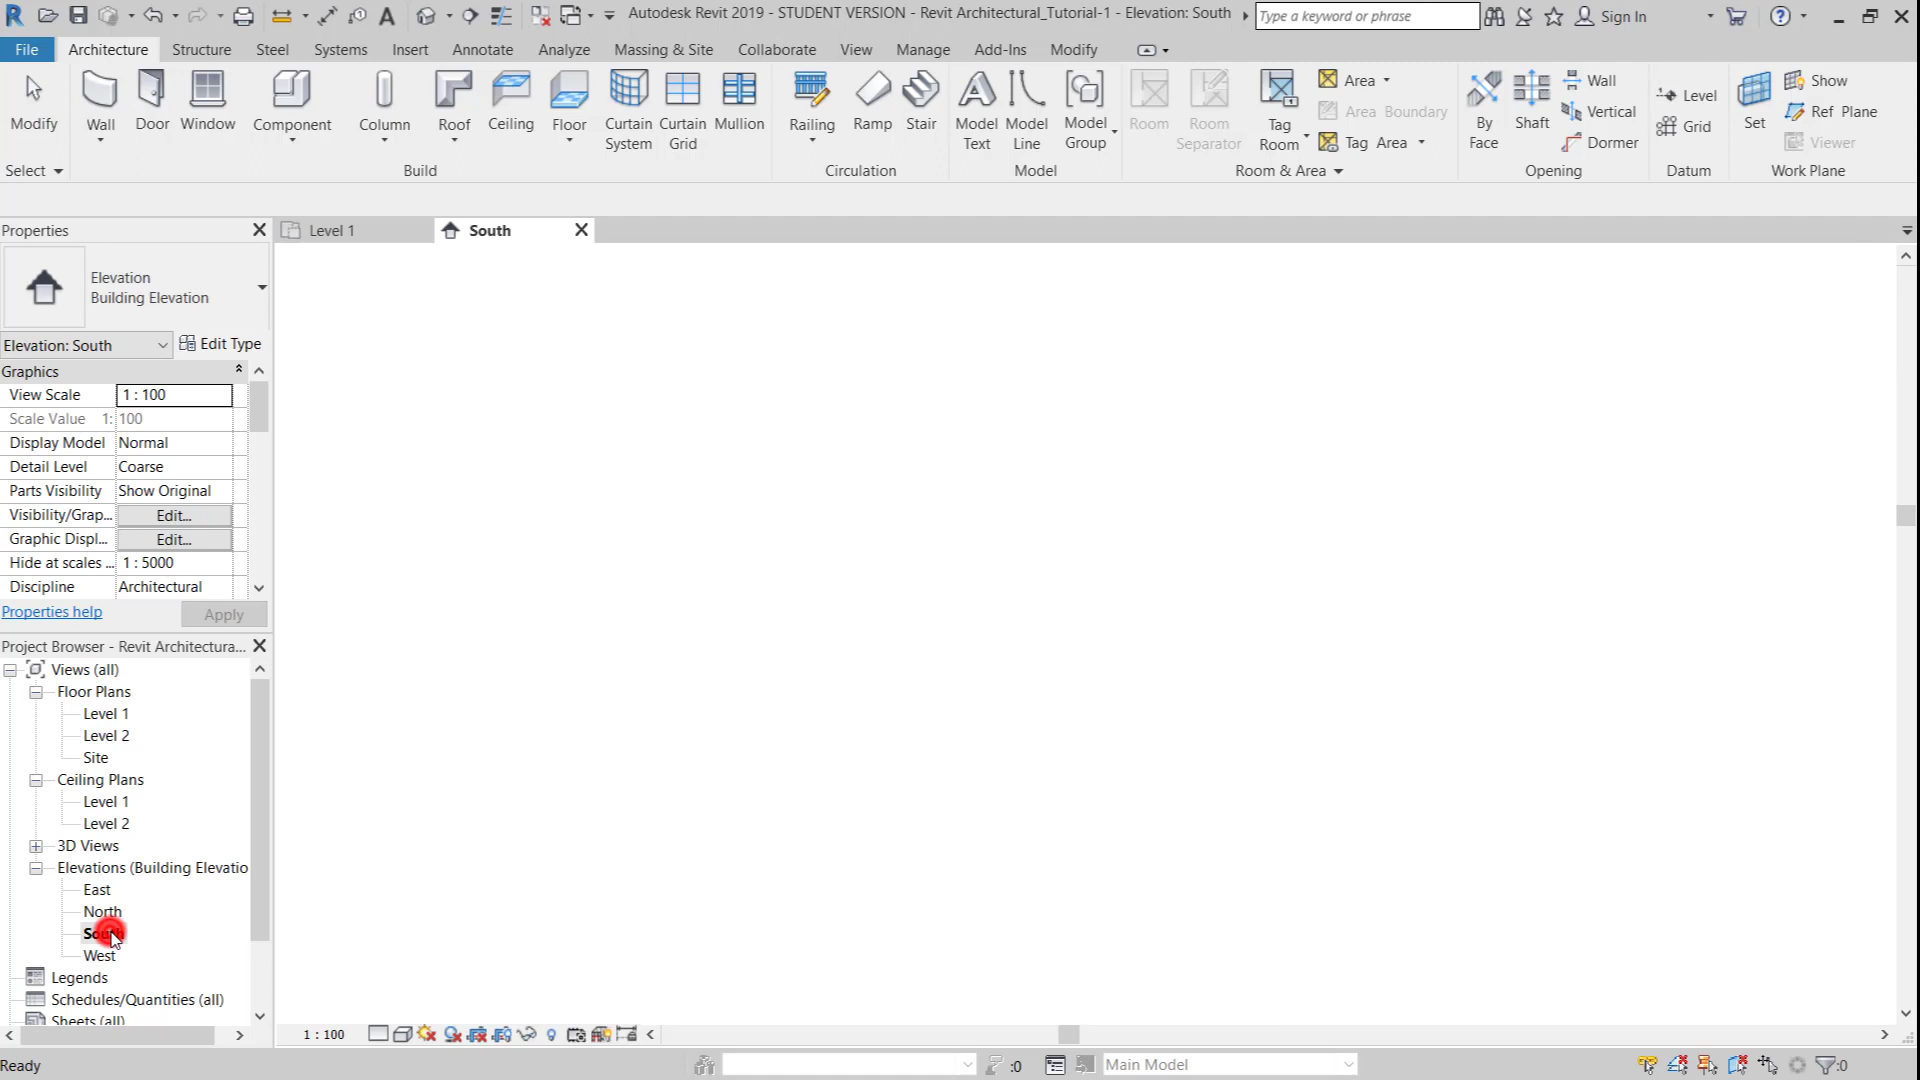 Autodesk Revit 2019 - STUDENT VERSION - Revit Architectural_Tutorial-1 - Elevation: South
Type a keyword or phrase
Sign In
File Architecture Structure Steel Systems Insert Annotate Analyze Massing & Site Collaborate View Manage Add-Ins Modify
Modify Wall Door Window Component Column Roof Ceiling Floor Curtain System Curtain Grid Mullion Railing Ramp Stair Model Text Model Line Model Group Room Room Separator Tag Room Area Area Boundary Tag Area By Face Shaft Wall Vertical Dormer Level Grid Set Show Ref Plane Viewer
Select Build Circulation Model Room & Area Opening Datum Work Plane
Properties
Level 1 South
Elevation
Building Elevation
Elevation: South Edit Type
Graphics
View Scale 1 : 100
Scale Value 1: 100
Display Model Normal
Detail Level Coarse
Parts Visibility Show Original
Visibility/Grap... Edit...
Graphic Displ... Edit...
Hide at scales ... 1 : 5000
Discipline Architectural
Properties help Apply
Project Browser - Revit Architectura...
Views (all)
Floor Plans
Level 1
Level 2
Site
Ceiling Plans
Level 1
Level 2
3D Views
Elevations (Building Elevatio
East
North
South
West
Legends
Schedules/Quantities (all)
Sheets (all)
1 : 100
Ready
:0
Main Model
:0